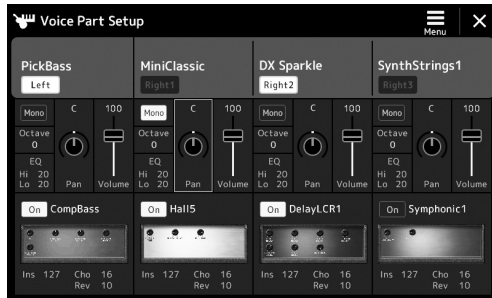 Voice Part Setup
Menu
PickBass
Left
MiniClassic
Right1
DX Sparkle
Right2
SynthStrings1
Right3
Mono
Octave
0
EQ
Hi 20
Lo 20
C
Pan
100
Volume
Mono
Octave
0
EQ
Hi 20
Lo 20
C
Pan
100
Volume
Mono
Octave
0
EQ
Hi 20
Lo 20
C
Pan
100
Volume
Mono
Octave
0
EQ
Hi 20
Lo 20
C
Pan
100
Volume
On CompBass
Ins 127 Cho 16
Rev 10
On Hall5
Ins 127 Cho 16
Rev 10
On DelayLCR1
Ins 127 Cho 16
Rev 10
On Symphonic1
Ins 127 Cho 16
Rev 10